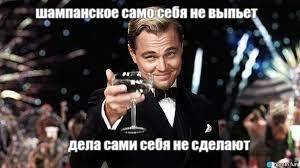 шампанское само себя не выпьет
дела сами себя не сделают